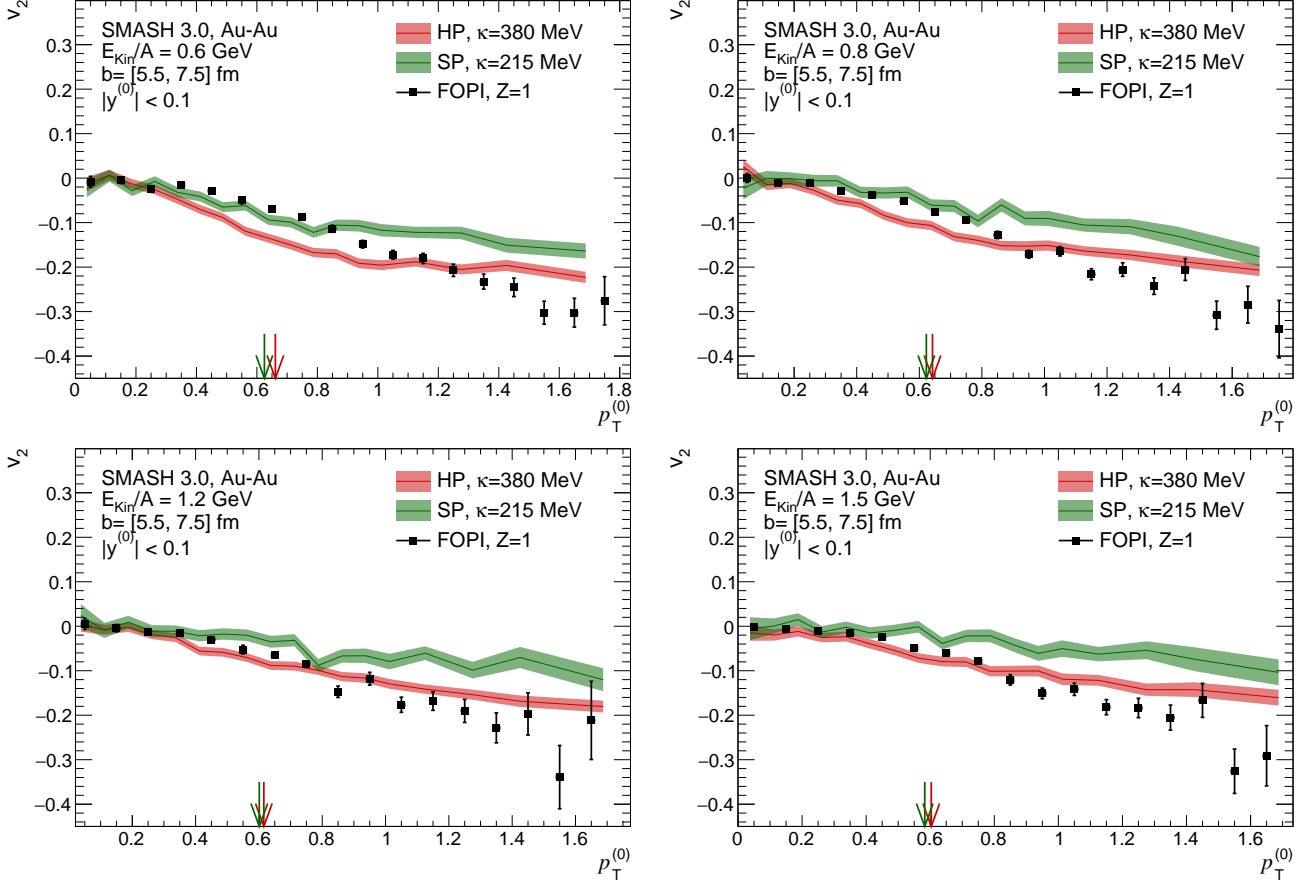 v₂
SMASH 3.0, Au-Au
E_Kin/A = 0.6 GeV
b= [5.5, 7.5] fm
|y⁽⁰⁾| < 0.1
HP, κ=380 MeV
SP, κ=215 MeV
FOPI, Z=1
0.3
0.2
0.1
0
−0.1
−0.2
−0.3
−0.4
0 0.2 0.4 0.6 0.8 1 1.2 1.4 1.6 1.8
p_T^(0)
v₂
SMASH 3.0, Au-Au
E_Kin/A = 0.8 GeV
b= [5.5, 7.5] fm
|y⁽⁰⁾| < 0.1
HP, κ=380 MeV
SP, κ=215 MeV
FOPI, Z=1
0.3
0.2
0.1
0
−0.1
−0.2
−0.3
−0.4
0.2 0.4 0.6 0.8 1 1.2 1.4 1.6
p_T^(0)
v₂
SMASH 3.0, Au-Au
E_Kin/A = 1.2 GeV
b= [5.5, 7.5] fm
|y⁽⁰⁾| < 0.1
HP, κ=380 MeV
SP, κ=215 MeV
FOPI, Z=1
0.3
0.2
0.1
0
−0.1
−0.2
−0.3
−0.4
0.2 0.4 0.6 0.8 1 1.2 1.4 1.6
p_T^(0)
v₂
SMASH 3.0, Au-Au
E_Kin/A = 1.5 GeV
b= [5.5, 7.5] fm
|y⁽⁰⁾| < 0.1
HP, κ=380 MeV
SP, κ=215 MeV
FOPI, Z=1
0.3
0.2
0.1
0
−0.1
−0.2
−0.3
−0.4
0 0.2 0.4 0.6 0.8 1 1.2 1.4 1.6
p_T^(0)